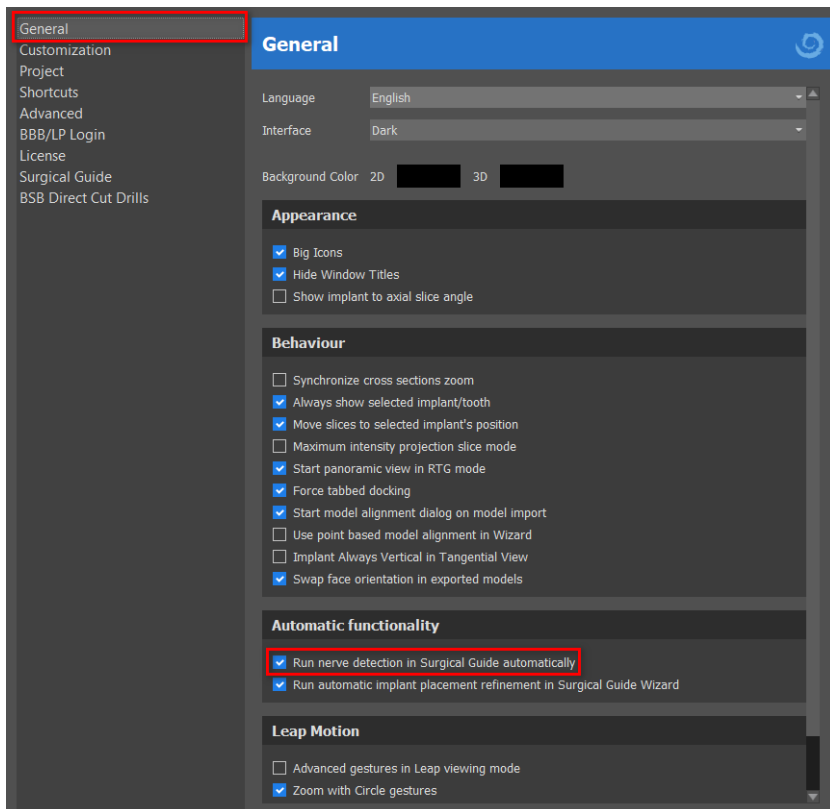 General
Customization
Project
Shortcuts
Advanced
BBB/LP Login
License
Surgical Guide
BSB Direct Cut Drills
General
Language English
Interface Dark
Background Color 2D 3D
Appearance
Big Icons
Hide Window Titles
Show implant to axial slice angle
Behaviour
Synchronize cross sections zoom
Always show selected implant/tooth
Move slices to selected implant's position
Maximum intensity projection slice mode
Start panoramic view in RTG mode
Force tabbed docking
Start model alignment dialog on model import
Use point based model alignment in Wizard
Implant Always Vertical in Tangential View
Swap face orientation in exported models
Automatic functionality
Run nerve detection in Surgical Guide automatically
Run automatic implant placement refinement in Surgical Guide Wizard
Leap Motion
Advanced gestures in Leap viewing mode
Zoom with Circle gestures